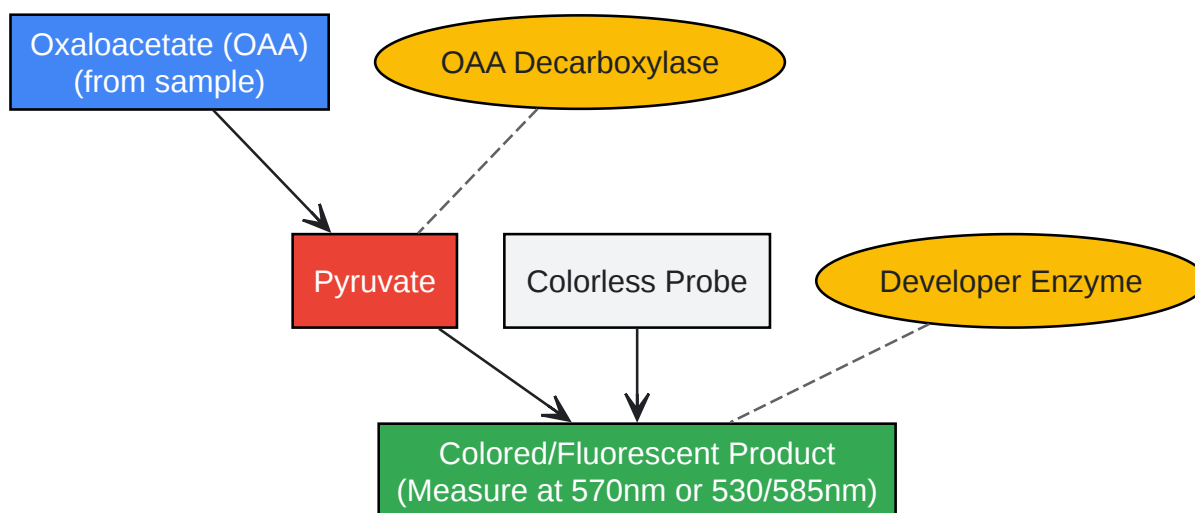 Oxaloacetate (OAA)
(from sample)
OAA Decarboxylase
Pyruvate
Colorless Probe
Developer Enzyme
Colored/Fluorescent Product
(Measure at 570nm or 530/585nm)